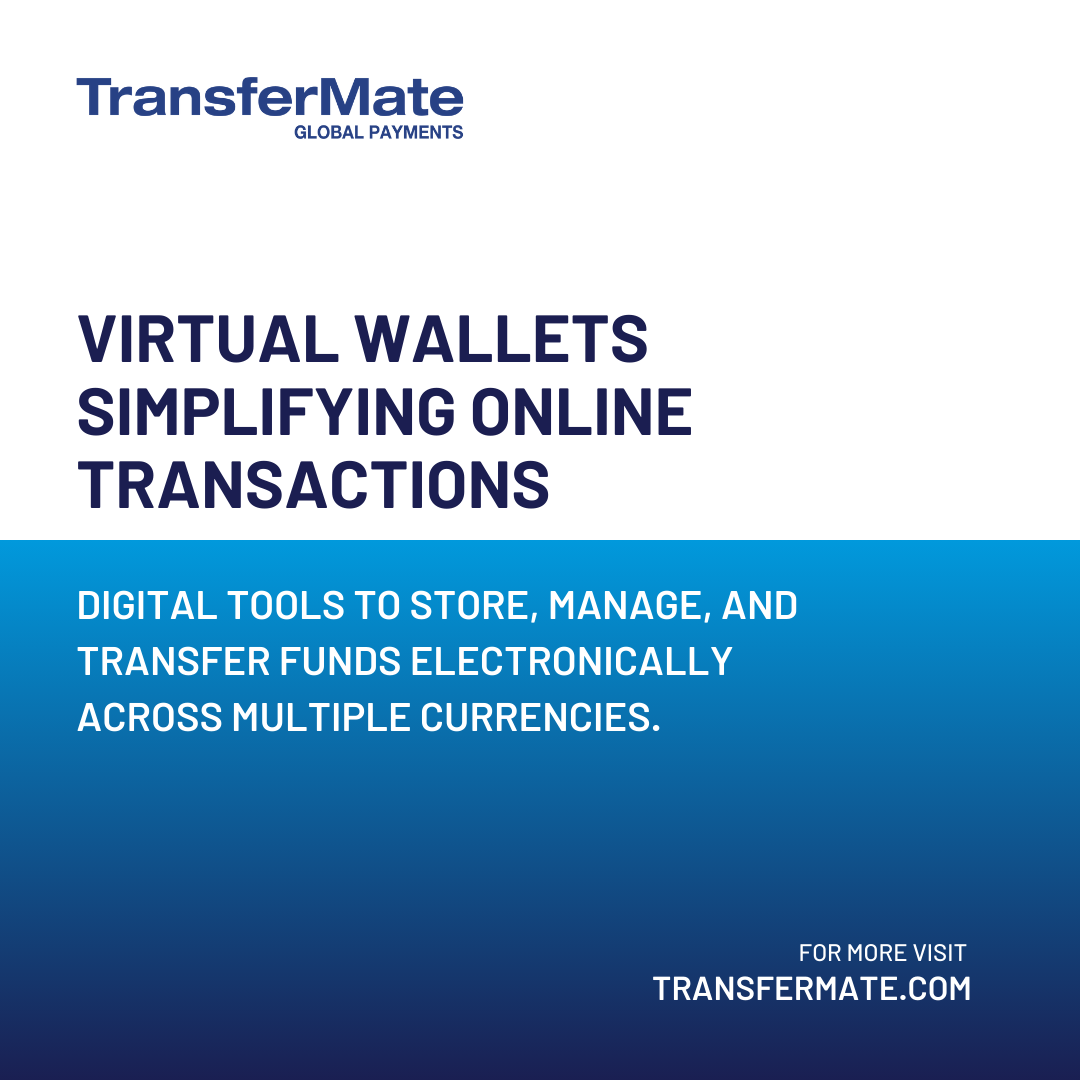 TransferMate
GLOBAL PAYMENTS
VIRTUAL WALLETS
SIMPLIFYING ONLINE
TRANSACTIONS
DIGITAL TOOLS TO STORE, MANAGE, AND
TRANSFER FUNDS ELECTRONICALLY
ACROSS MULTIPLE CURRENCIES.
FOR MORE VISIT
TRANSFERMATE.COM